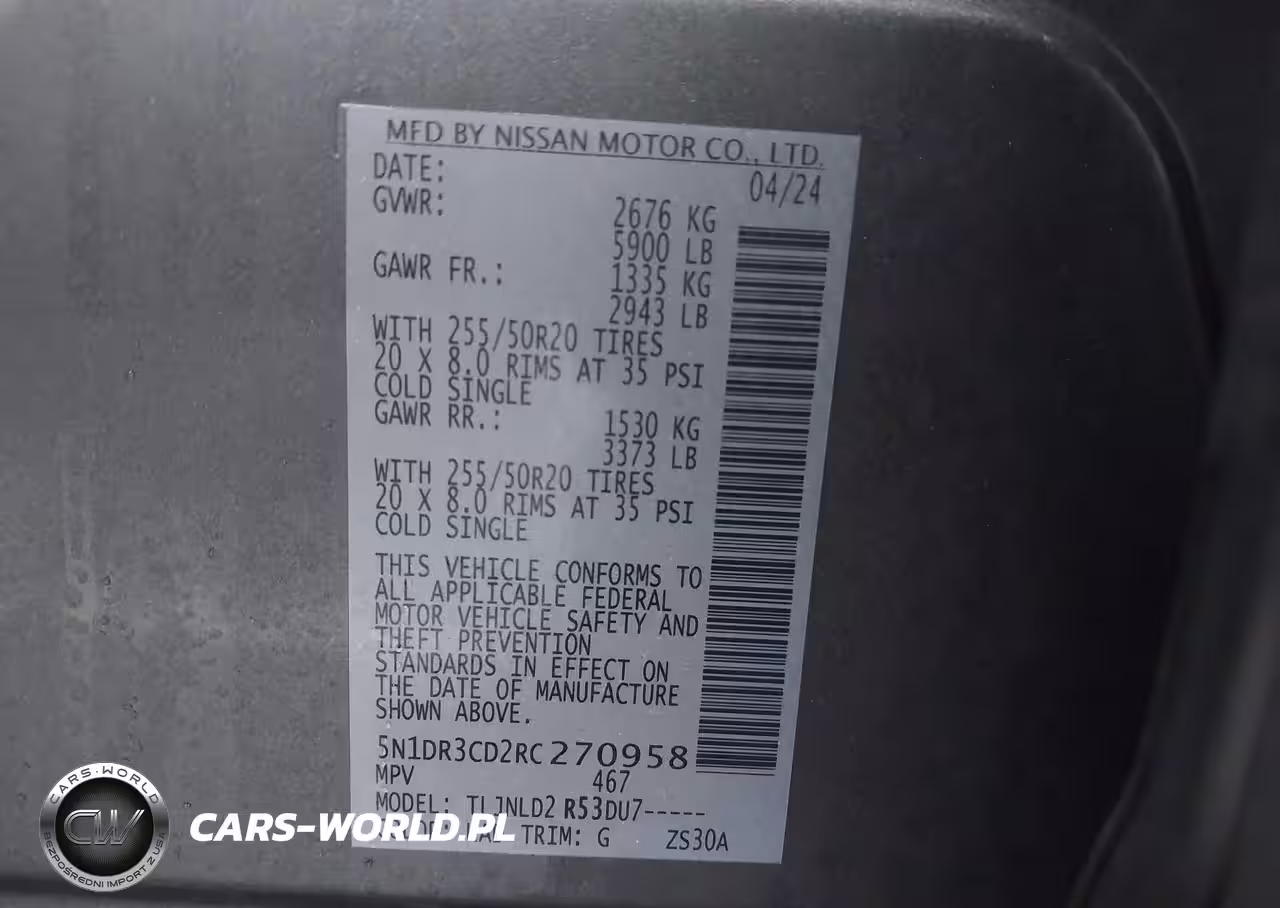 MFD BY NISSAN MOTOR CO., LTD.
DATE: 04/24
GVWR: 2676 KG
5900 LB
GAWR FR.: 1335 KG
2943 LB
WITH 255/50R20 TIRES
20 X 8.0 RIMS AT 35 PSI
COLD SINGLE
GAWR RR.: 1530 KG
3373 LB
WITH 255/50R20 TIRES
20 X 8.0 RIMS AT 35 PSI
COLD SINGLE
THIS VEHICLE CONFORMS TO
ALL APPLICABLE FEDERAL
MOTOR VEHICLE SAFETY AND
THEFT PREVENTION
STANDARDS IN EFFECT ON
THE DATE OF MANUFACTURE
SHOWN ABOVE.
5N1DR3CD2RC270958
MPV 467
MODEL: TLJNLD2 R53DU7-----
TRIM: G ZS30A
CARS-WORLD
CW
BEZPOŚREDNI IMPORT Z USA
CARS-WORLD.PL